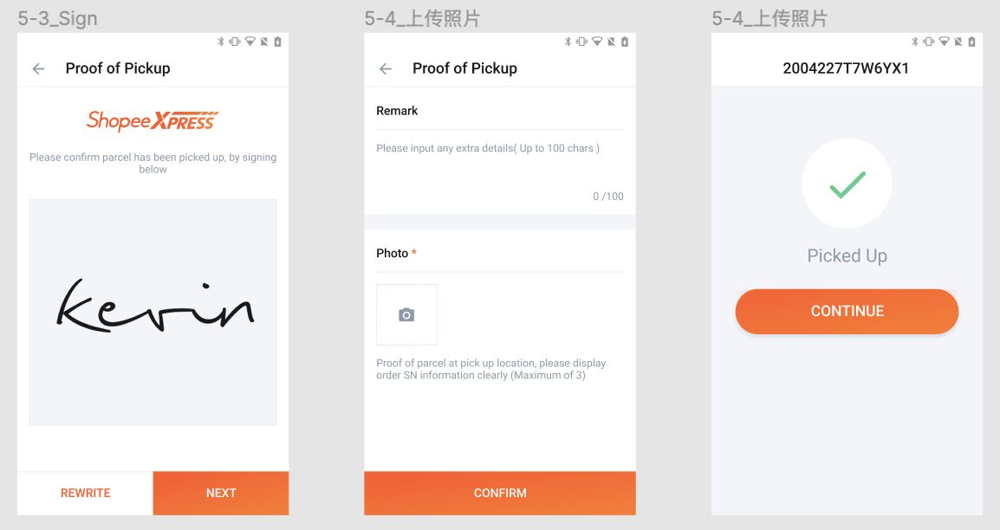 5-3_Sign
Proof of Pickup
Shopee XPRESS
Please confirm parcel has been picked up, by signing
below
kevin
REWRITE
NEXT
5-4_上传照片
Proof of Pickup
Remark
Please input any extra details( Up to 100 chars )
0 /100
Photo *
Proof of parcel at pick up location, please display
order SN information clearly (Maximum of 3)
CONFIRM
5-4_上传照片
2004227T7W6YX1
Picked Up
CONTINUE